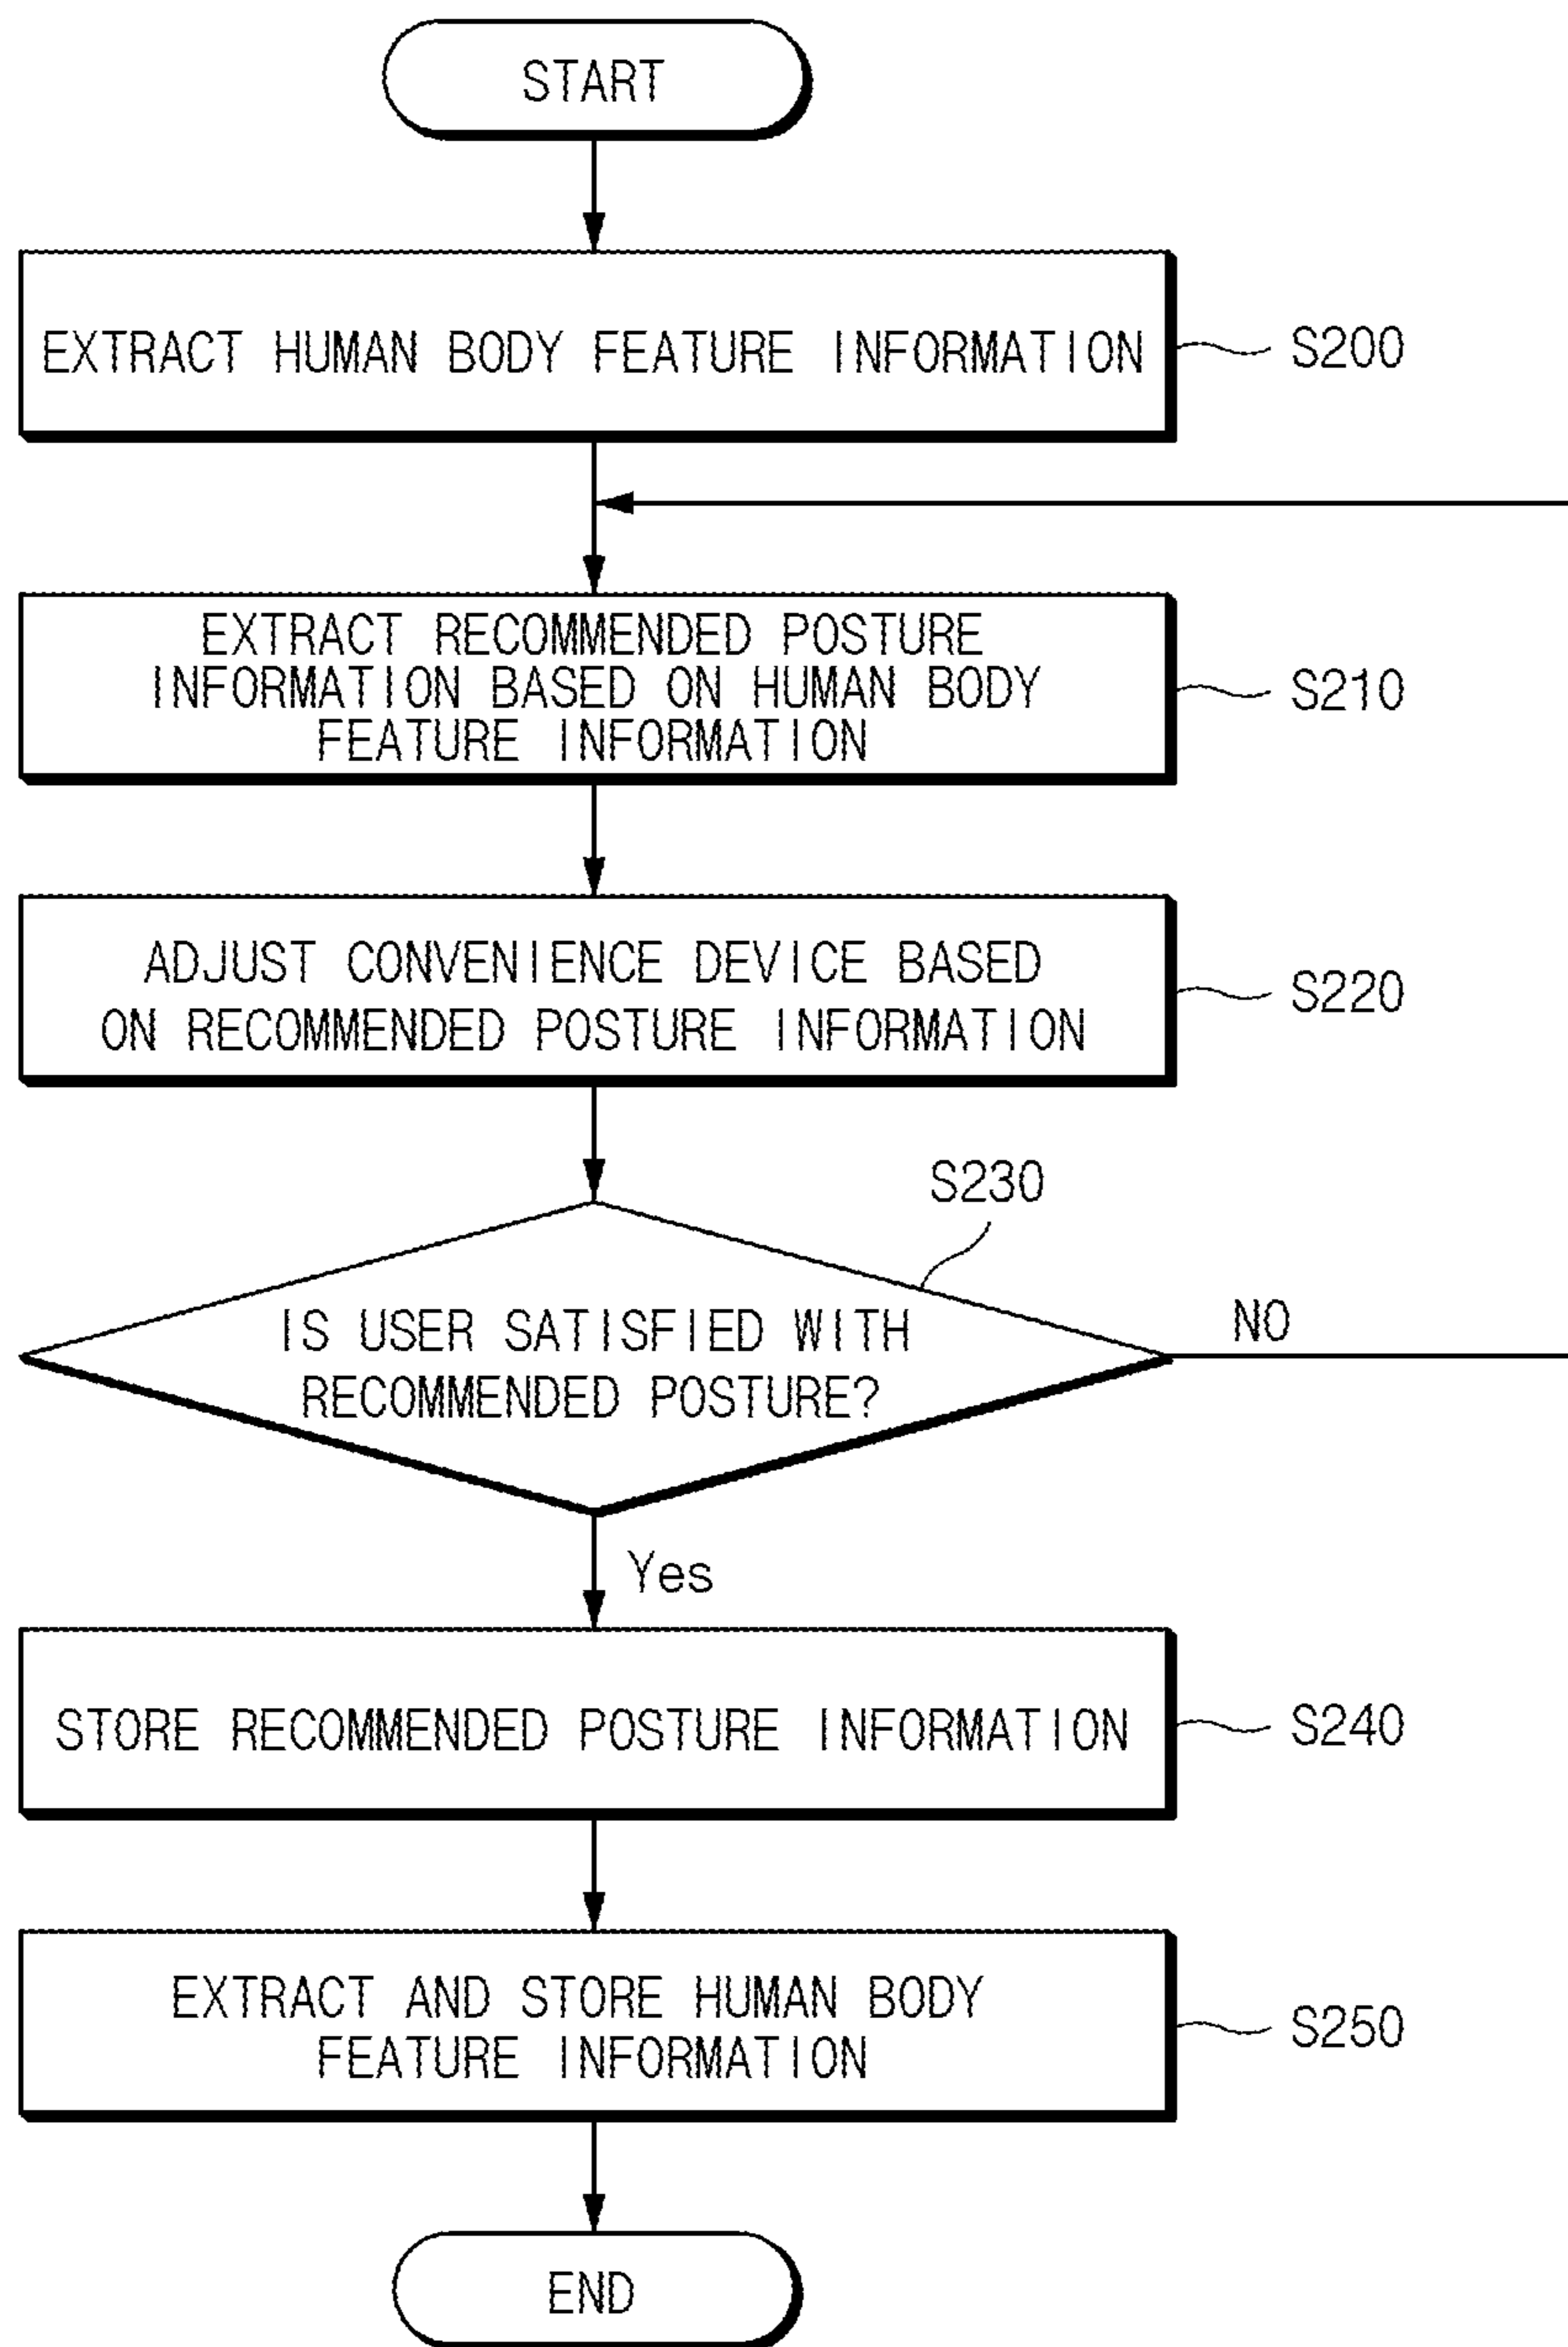 START
EXTRACT HUMAN BODY FEATURE INFORMATION
S200
EXTRACT RECOMMENDED POSTURE
INFORMATION BASED ON HUMAN BODY
FEATURE INFORMATION
S210
ADJUST CONVENIENCE DEVICE BASED
ON RECOMMENDED POSTURE INFORMATION
S220
S230
IS USER SATISFIED WITH
RECOMMENDED POSTURE?
NO
Yes
STORE RECOMMENDED POSTURE INFORMATION
S240
EXTRACT AND STORE HUMAN BODY
FEATURE INFORMATION
S250
END